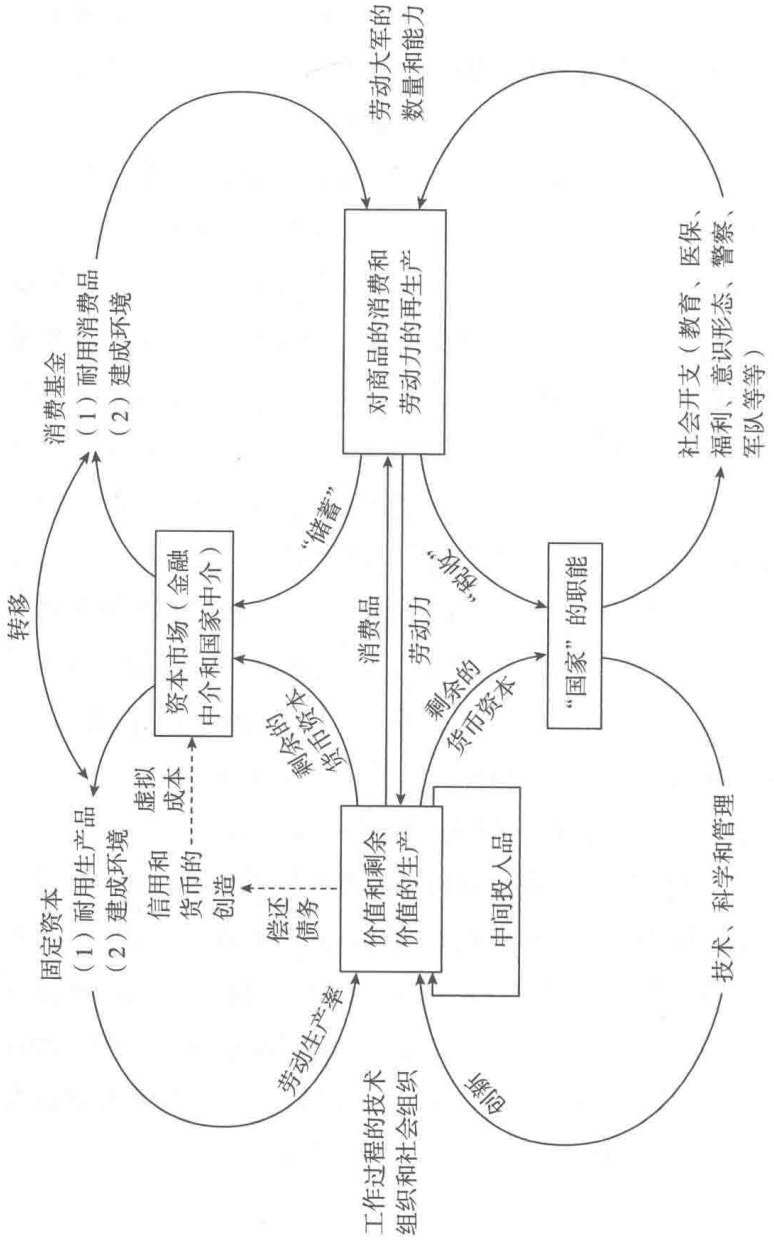 转移
固定资本
（1）耐用生产品
（2）建成环境
消费基金
（1）耐用消费品
（2）建成环境
信用和
货币的
创造
虚拟
成本
资本市场（金融
中介和国家中介）
偿还
债务
劳动生产率
剩余的
货币资本
“储蓄”
工作过程的技术
组织和社会组织
价值和剩余
价值的生产
消费品
劳动力
对商品的消费和
劳动力的再生产
劳动大军的
数量和能力
中间投入品
创新
剩余的
货币资本
“税收”
“国家”的职能
技术、科学和管理
社会开支（教育、医保、
福利、意识形态、警察、
军队等等）